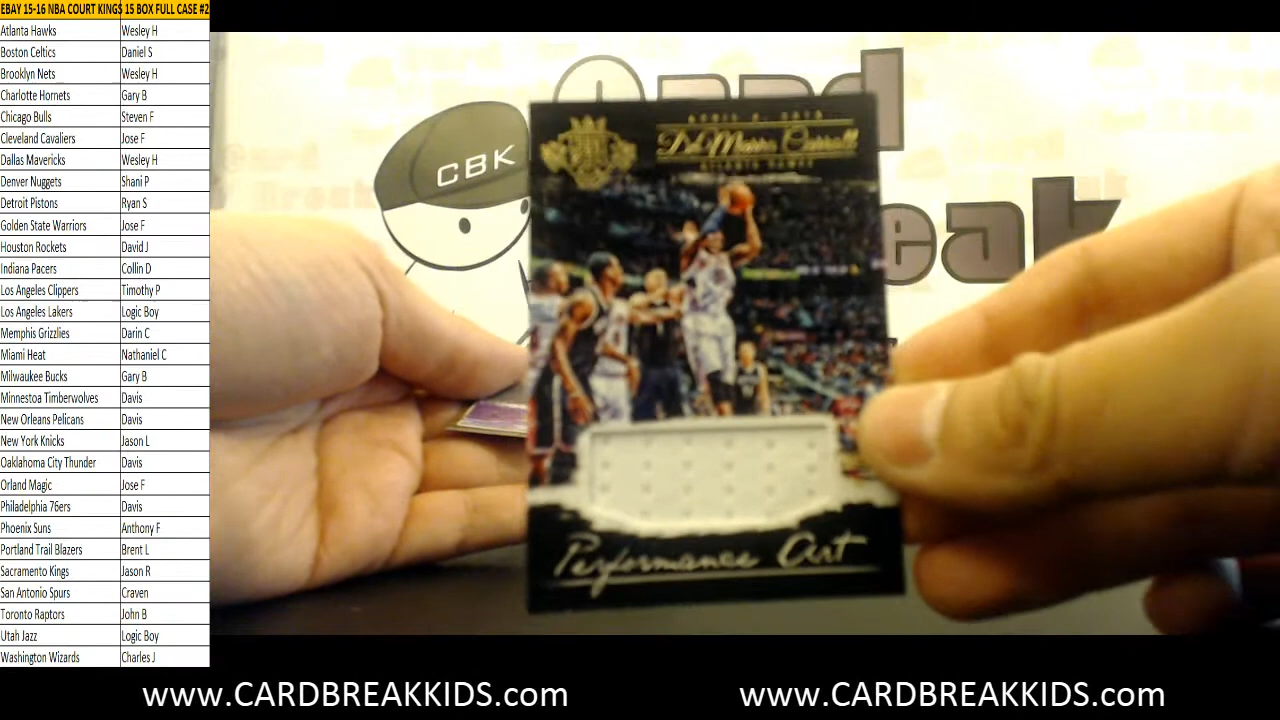 EBAY 15-16 NBA COURT KINGS 15 BOX FULL CASE #2
Atlanta Hawks Wesley H
Boston Celtics Daniel S
Brooklyn Nets Wesley H
Charlotte Hornets Gary B
Chicago Bulls Steven F
Cleveland Cavaliers Jose F
Dallas Mavericks Wesley H
Denver Nuggets Shani P
Detroit Pistons Ryan S
Golden State Warriors Jose F
Houston Rockets David J
Indiana Pacers Collin D
Los Angeles Clippers Timothy P
Los Angeles Lakers Logic Boy
Memphis Grizzlies Darin C
Miami Heat Nathaniel C
Milwaukee Bucks Gary B
Minnestoa Timberwolves Davis
New Orleans Pelicans Davis
New York Knicks Jason L
Oaklahoma City Thunder Davis
Orland Magic Jose F
Philadelphia 76ers Davis
Phoenix Suns Anthony F
Portland Trail Blazers Brent L
Sacramento Kings Jason R
San Antonio Spurs Craven
Toronto Raptors John B
Utah Jazz Logic Boy
Washington Wizards Charles J
CBK
DeMarre Carroll
Performance Art
www.CARDBREAKKIDS.com www.CARDBREAKKIDS.com